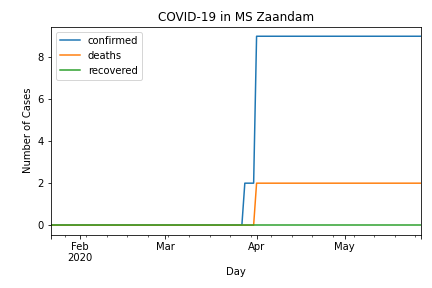 COVID-19 in MS Zaandam
confirmed
deaths
recovered
Number of Cases
8
6
4
2
0
Feb
2020
Mar
Apr
May
Day